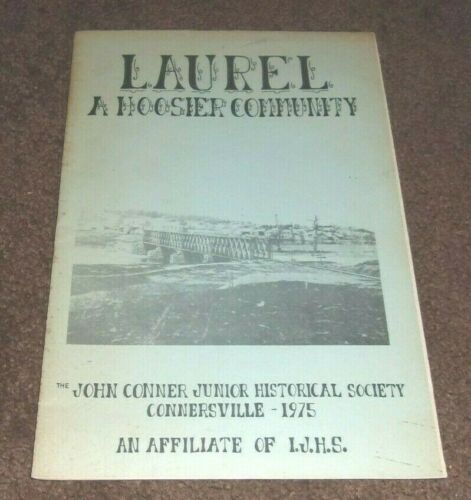 LAUREL
A HOOSIER COMMUNITY
THE JOHN CONNER JUNIOR HISTORICAL SOCIETY
CONNERSVILLE - 1975
AN AFFILIATE OF I.J.H.S.